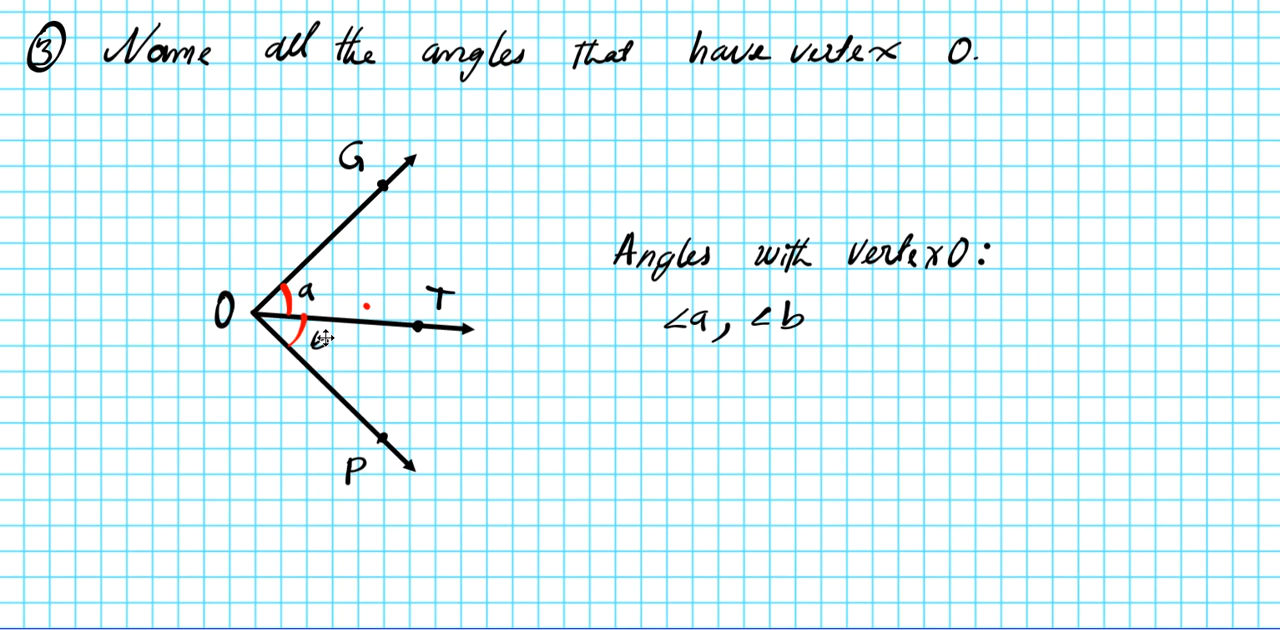 ③ Name all the angles that have vertex O.
G
a
O
T
b
P
Angles with vertex O:
∠a, ∠b